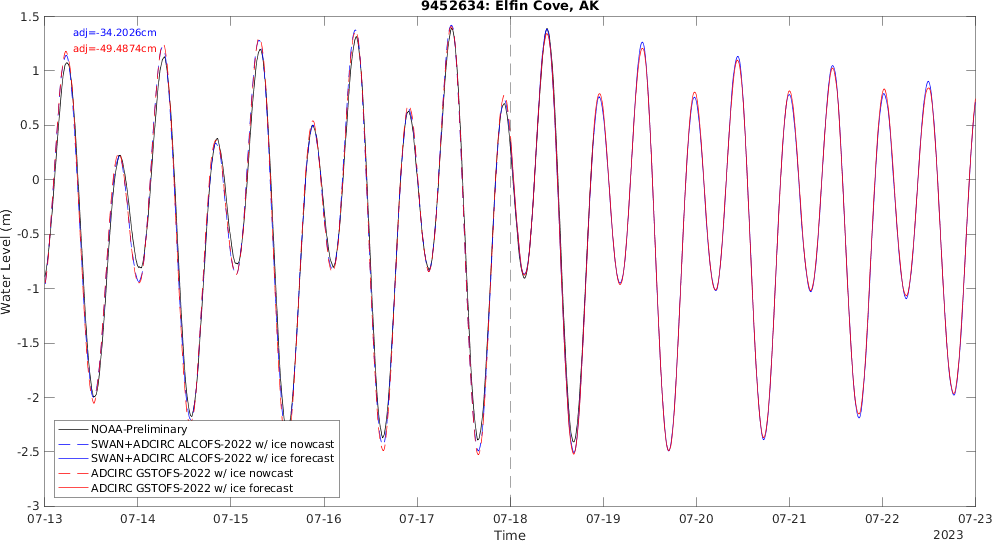 9452634: Elfin Cove, AK
adj=-34.2026cm
adj=-49.4874cm
1.5
1
0.5
0
-0.5
-1
-1.5
-2
-2.5
-3
Water Level (m)
NOAA-Preliminary
SWAN+ADCIRC ALCOFS-2022 w/ ice nowcast
SWAN+ADCIRC ALCOFS-2022 w/ ice forecast
ADCIRC GSTOFS-2022 w/ ice nowcast
ADCIRC GSTOFS-2022 w/ ice forecast
07-13 07-14 07-15 07-16 07-17 07-18 07-19 07-20 07-21 07-22 07-23
Time
2023